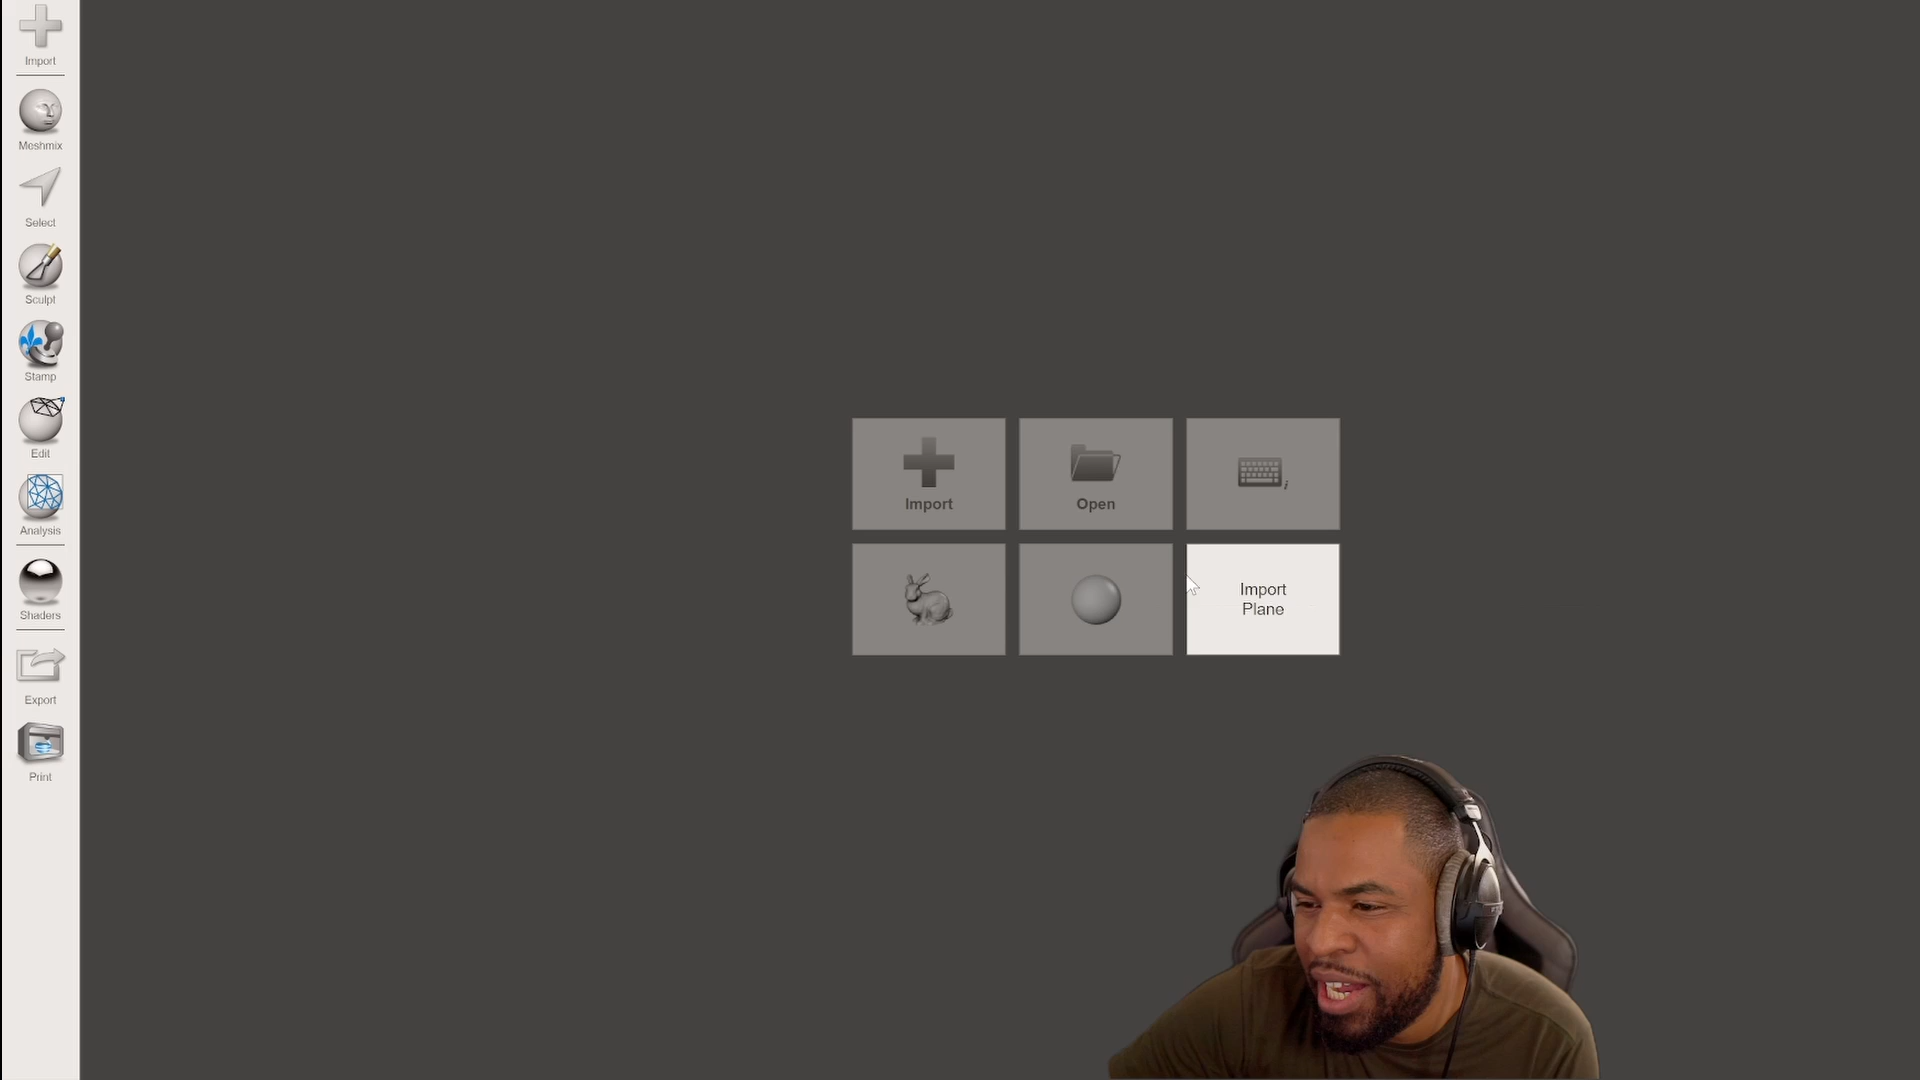 Import
Meshmix
Select
Sculpt
Stamp
Edit
Analysis
Shaders
Export
Print
Import
Open
Import
Plane